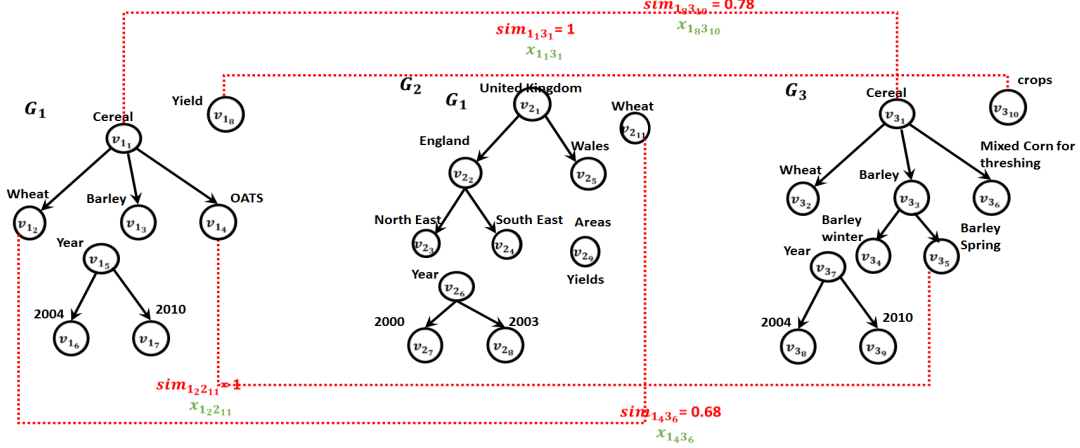 sim₁₈₃₁₀ = 0.78
x₁₈₃₁₀
sim₁₁₃₁ = 1
x₁₁₃₁
G₁
Yield
v₁₈
Cereal
v₁₁
Wheat
v₁₂
Barley
v₁₃
OATS
v₁₄
Year
v₁₅
2004
v₁₆
2010
v₁₇
G₂
G₁
United Kingdom
v₂₁
Wheat
v₂₁₁
England
v₂₂
Wales
v₂₅
North East
v₂₃
South East
v₂₄
Areas
v₂₉
Yields
Year
v₂₆
2000
v₂₇
2003
v₂₈
G₃
Cereal
v₃₁
crops
v₃₁₀
Wheat
v₃₂
Barley
v₃₃
Mixed Corn for
threshing
v₃₆
Barley
winter
v₃₄
Barley
Spring
v₃₅
Year
v₃₇
2004
v₃₈
2010
v₃₉
sim₁₂₂₁₁ = 1
x₁₂₂₁₁
sim₁₄₃₆ = 0.68
x₁₄₃₆